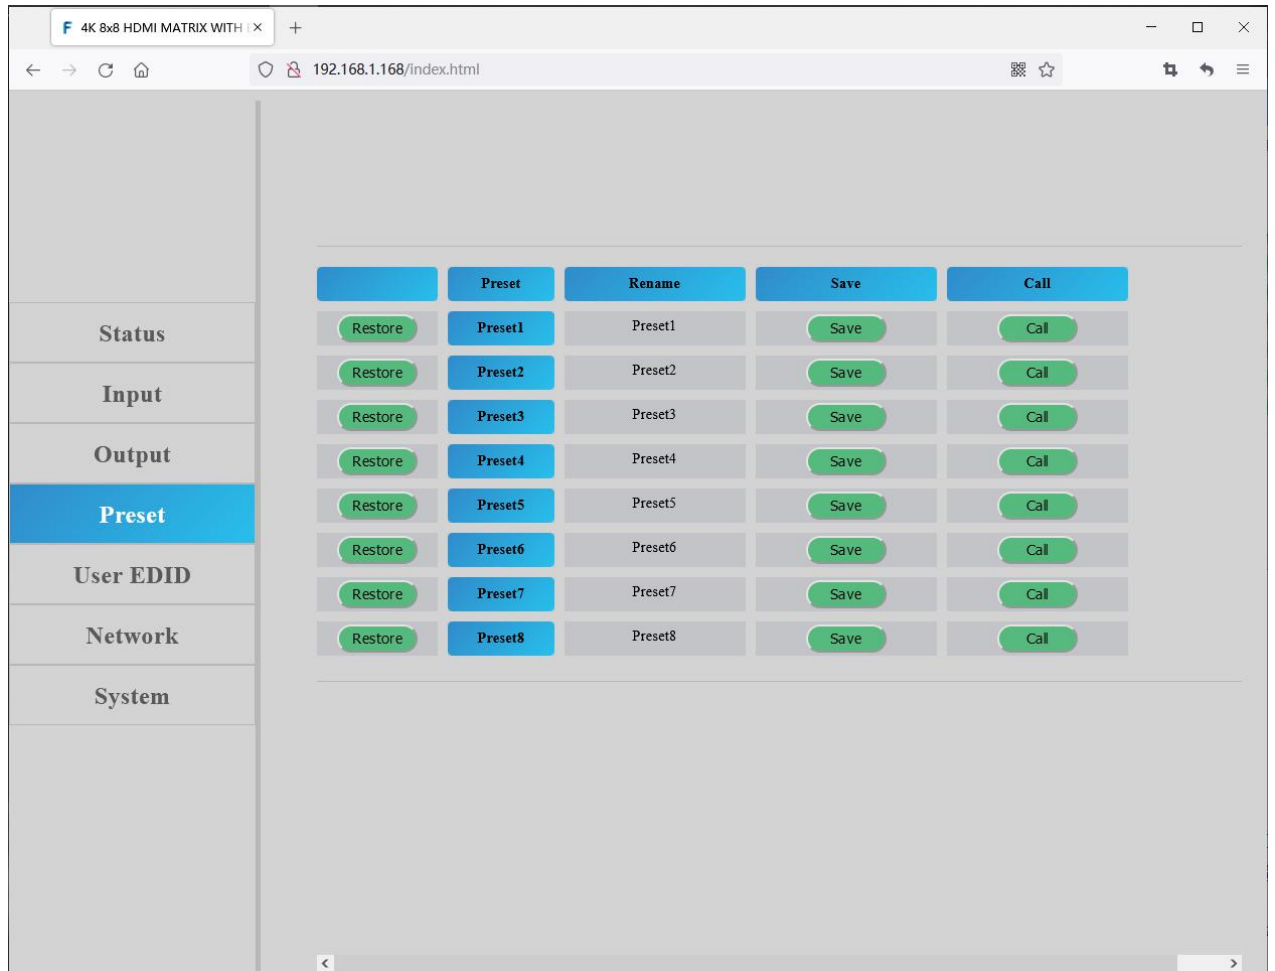 F 4K 8x8 HDMI MATRIX WITH
192.168.1.168/index.html
Status
Input
Output
Preset
User EDID
Network
System
Preset Rename Save Call
Restore Preset1 Preset1 Save Call
Restore Preset2 Preset2 Save Call
Restore Preset3 Preset3 Save Call
Restore Preset4 Preset4 Save Call
Restore Preset5 Preset5 Save Call
Restore Preset6 Preset6 Save Call
Restore Preset7 Preset7 Save Call
Restore Preset8 Preset8 Save Call